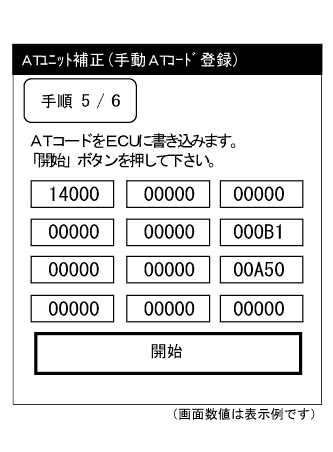 ATﾕﾆｯﾄ補正(手動ATｺｰﾄﾞ登録)
手順 5 / 6
ATコードをECUに書き込みます。
「開始」ボタンを押して下さい。
14000 00000 00000
00000 00000 000B1
00000 00000 00A50
00000 00000 00000
開始
(画面数値は表示例です)